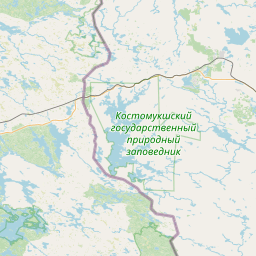 Костомукшский
государственный
природный
заповедник